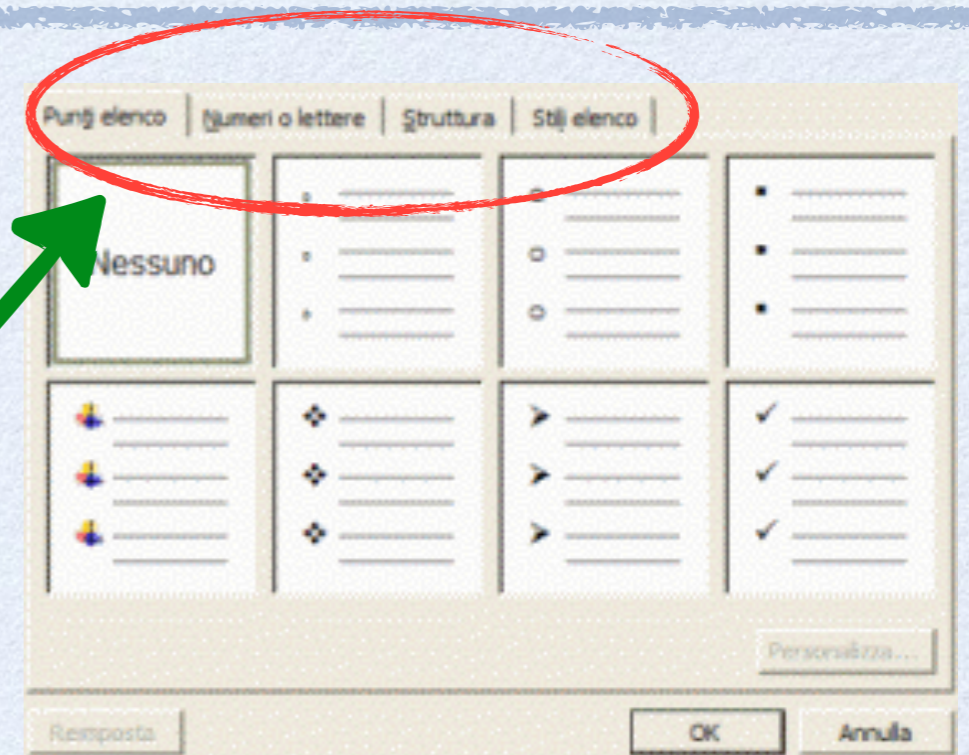 Punti elenco Numeri o lettere Struttura Stili elenco
Nessuno
Personalizza...
Reimposta OK Annulla